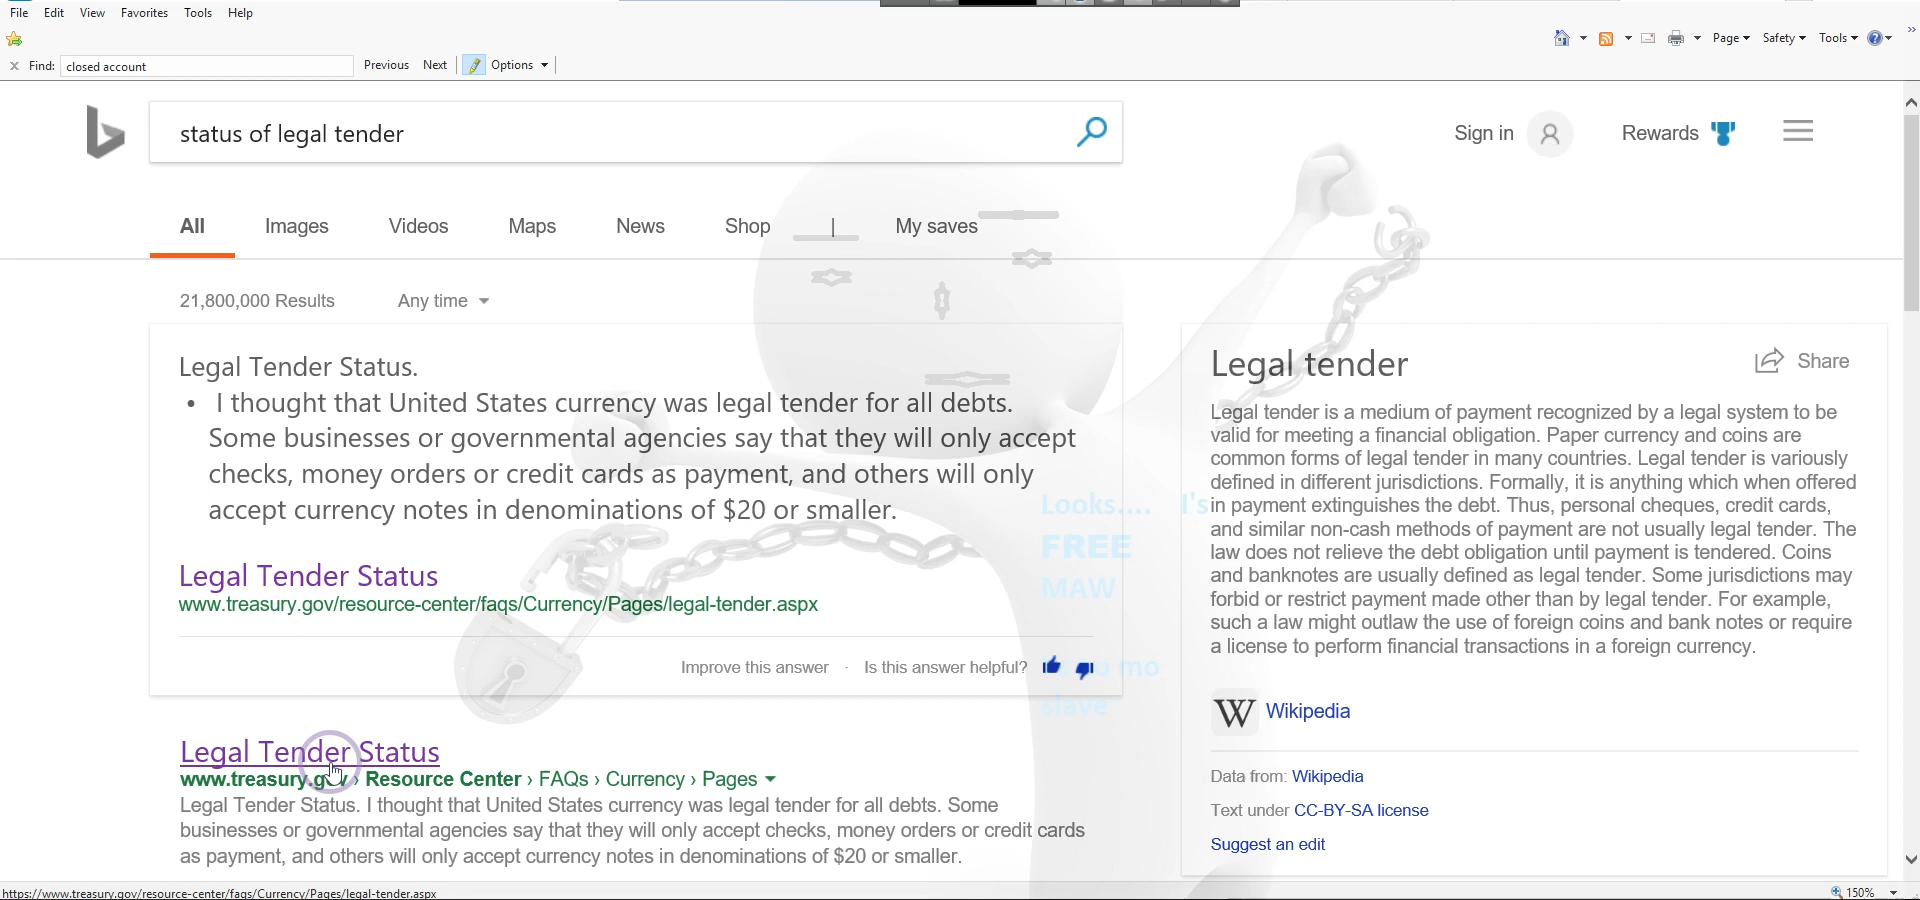 File Edit View Favorites Tools Help
Page Safety Tools
Find: closed account Previous Next Options
status of legal tender
Sign in Rewards
All Images Videos Maps News Shop | My saves
21,800,000 Results Any time
Legal Tender Status.
• I thought that United States currency was legal tender for all debts.
Some businesses or governmental agencies say that they will only accept
checks, money orders or credit cards as payment, and others will only
accept currency notes in denominations of $20 or smaller.
Legal Tender Status
www.treasury.gov/resource-center/faqs/Currency/Pages/legal-tender.aspx
Improve this answer · Is this answer helpful?
Legal Tender Status
www.treasury.gov › Resource Center › FAQs › Currency › Pages
Legal Tender Status. I thought that United States currency was legal tender for all debts. Some
businesses or governmental agencies say that they will only accept checks, money orders or credit cards
as payment, and others will only accept currency notes in denominations of $20 or smaller.
Looks.... I's
FREE
MAW
mo
slave
Legal tender Share
Legal tender is a medium of payment recognized by a legal system to be
valid for meeting a financial obligation. Paper currency and coins are
common forms of legal tender in many countries. Legal tender is variously
defined in different jurisdictions. Formally, it is anything which when offered
in payment extinguishes the debt. Thus, personal cheques, credit cards,
and similar non-cash methods of payment are not usually legal tender. The
law does not relieve the debt obligation until payment is tendered. Coins
and banknotes are usually defined as legal tender. Some jurisdictions may
forbid or restrict payment made other than by legal tender. For example,
such a law might outlaw the use of foreign coins and bank notes or require
a license to perform financial transactions in a foreign currency.
W Wikipedia
Data from: Wikipedia
Text under CC-BY-SA license
Suggest an edit
https://www.treasury.gov/resource-center/faqs/Currency/Pages/legal-tender.aspx
150%